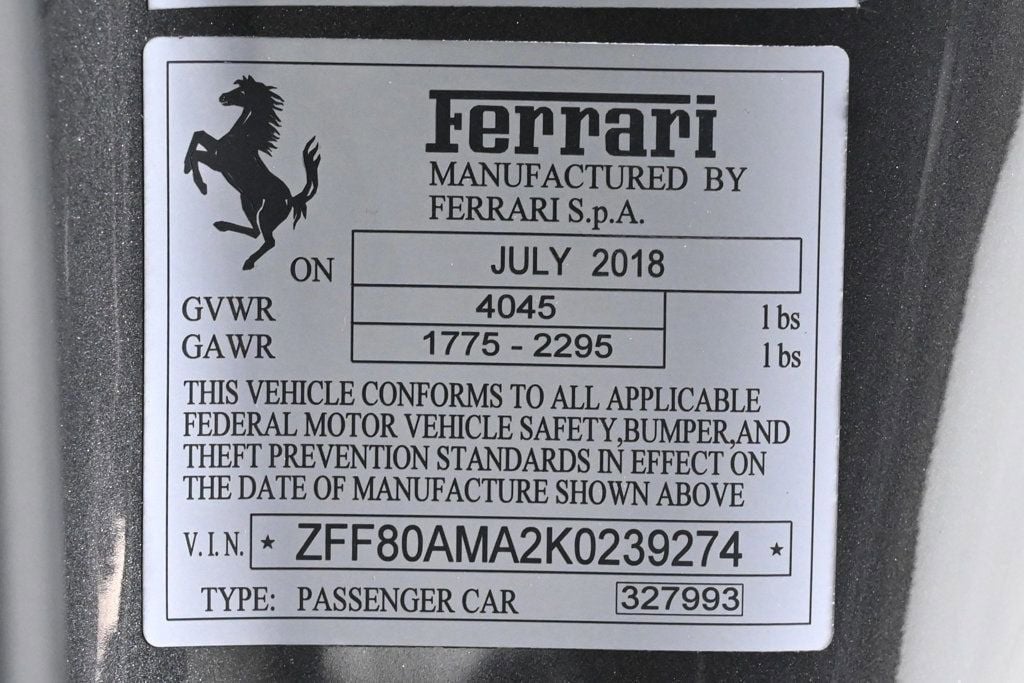 Ferrari
MANUFACTURED BY
FERRARI S.p.A.
ON JULY 2018
GVWR 4045 lbs
GAWR 1775 - 2295 lbs
THIS VEHICLE CONFORMS TO ALL APPLICABLE
FEDERAL MOTOR VEHICLE SAFETY,BUMPER,AND
THEFT PREVENTION STANDARDS IN EFFECT ON
THE DATE OF MANUFACTURE SHOWN ABOVE
V.I.N. ★ ZFF80AMA2K0239274 ★
TYPE: PASSENGER CAR 327993